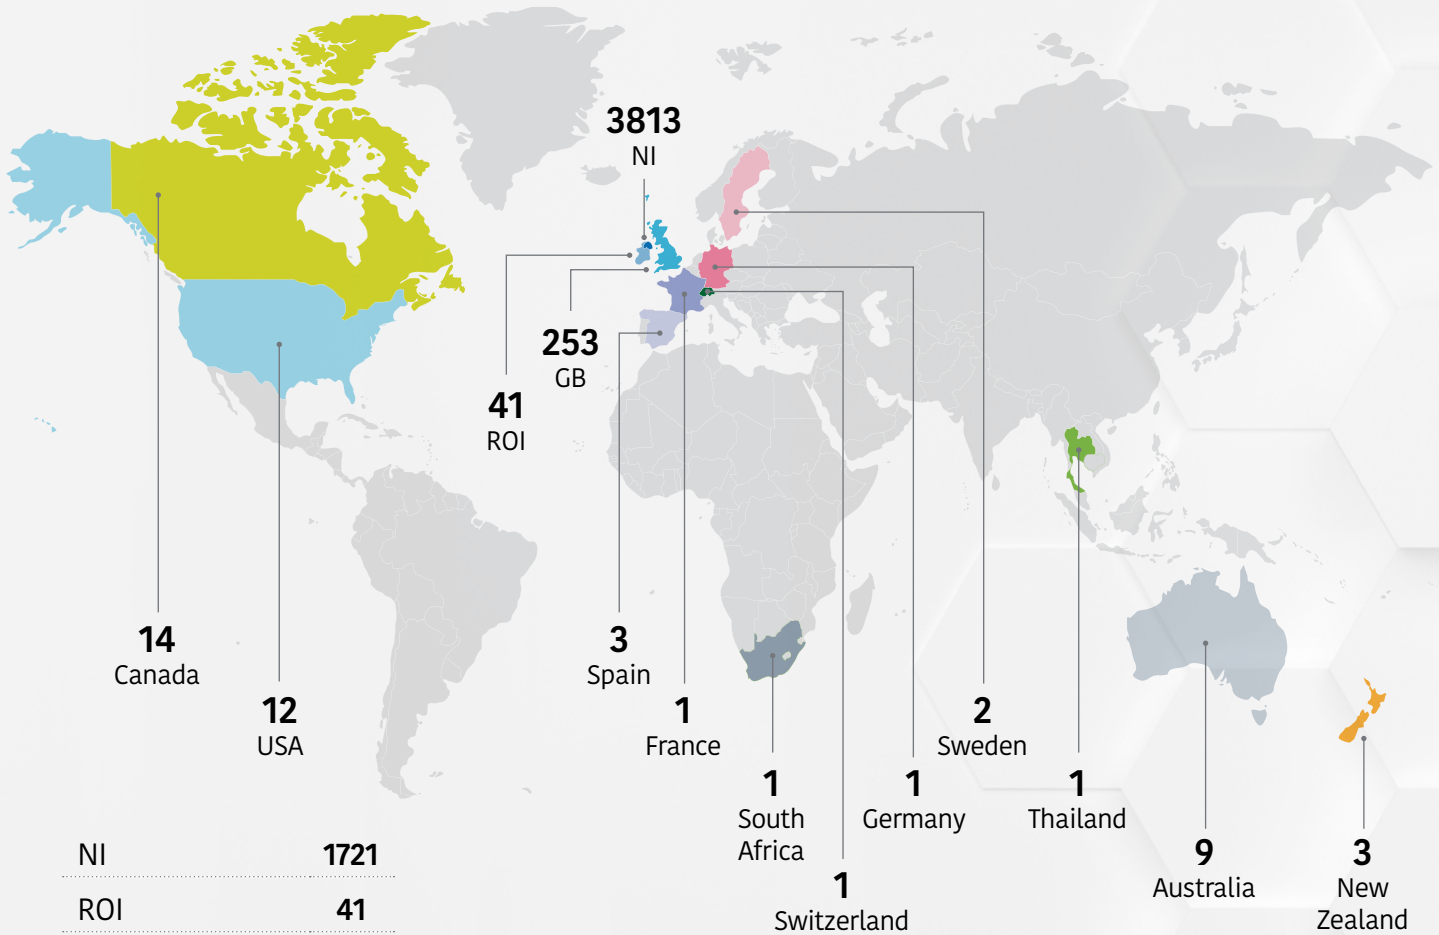 3813
NI
253
GB
41
ROI
14
Canada
12
USA
3
Spain
1
France
1
South
Africa
1
Switzerland
1
Germany
2
Sweden
1
Thailand
9
Australia
3
New
Zealand
NI 1721
ROI 41